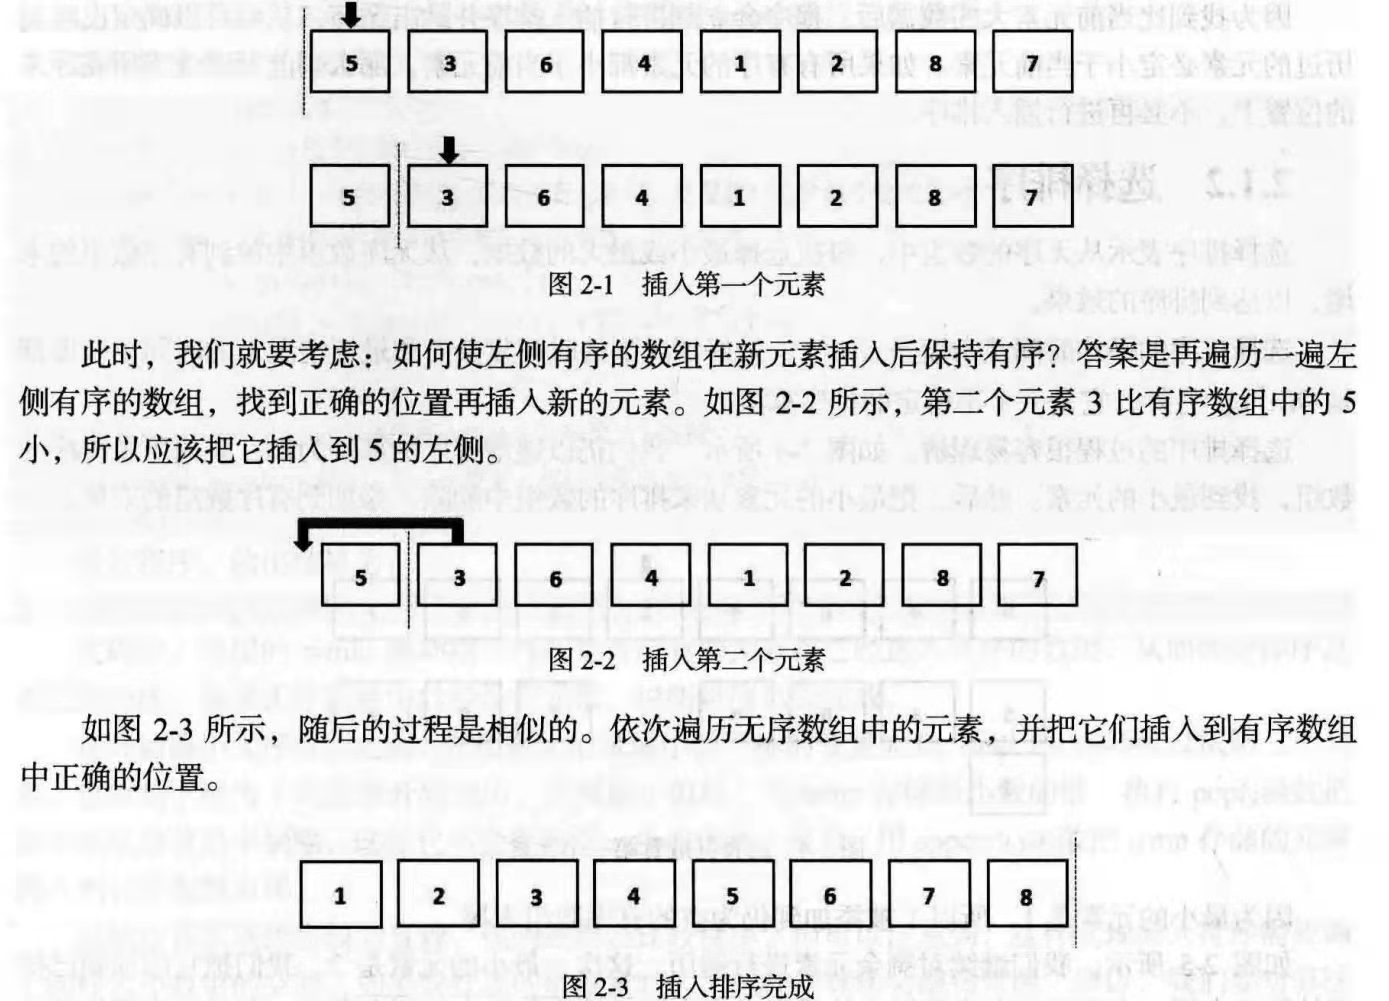 5 3 6 4 1 2 8 7
5 3 6 4 1 2 8 7
图 2-1 插入第一个元素
此时，我们就要考虑：如何使左侧有序的数组在新元素插入后保持有序？答案是再遍历一遍左
侧有序的数组，找到正确的位置再插入新的元素。如图 2-2 所示，第二个元素 3 比有序数组中的 5
小，所以应该把它插入到 5 的左侧。
5 3 6 4 1 2 8 7
图 2-2 插入第二个元素
如图 2-3 所示，随后的过程是相似的。依次遍历无序数组中的元素，并把它们插入到有序数组
中正确的位置。
1 2 3 4 5 6 7 8
图 2-3 插入排序完成